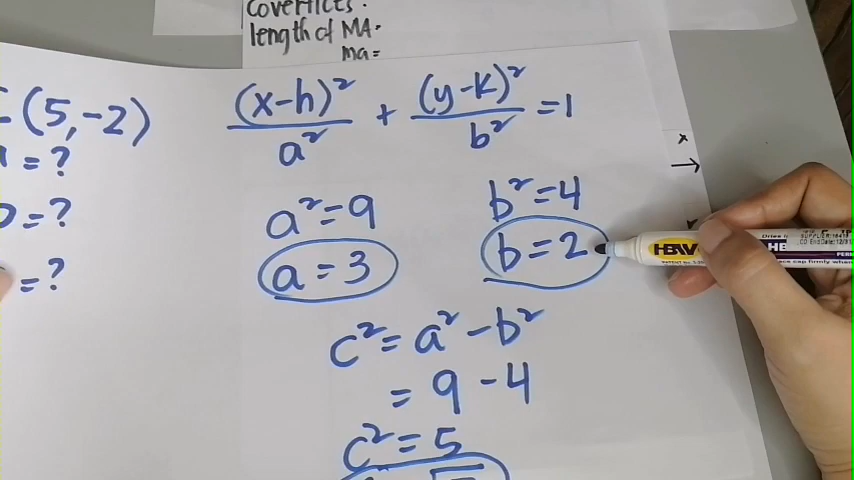 covertices:
length of MA=
ma=
(5,-2)
(x-h)² / a² + (y-k)² / b² = 1
= ?
= ?
= ?
a² = 9
b² = 4
a = 3
b = 2
c² = a² - b²
= 9 - 4
c² = 5
x
HBW